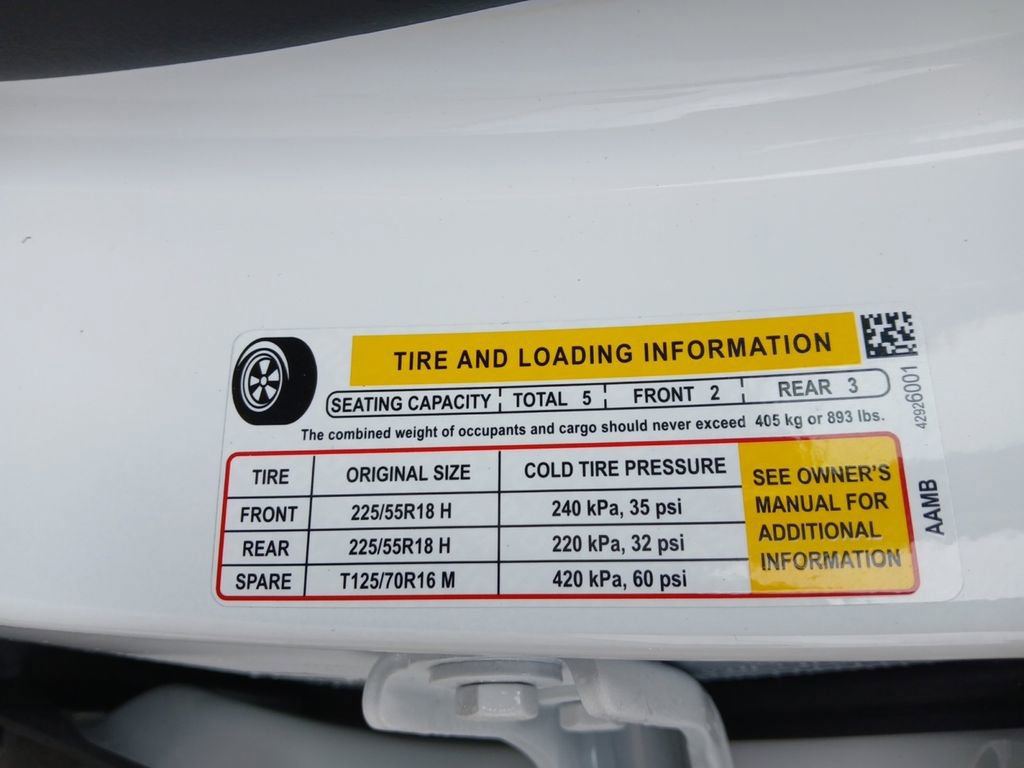 TIRE AND LOADING INFORMATION
SEATING CAPACITY TOTAL 5 FRONT 2 REAR 3
The combined weight of occupants and cargo should never exceed 405 kg or 893 lbs.
TIRE ORIGINAL SIZE COLD TIRE PRESSURE
FRONT 225/55R18 H 240 kPa, 35 psi
REAR 225/55R18 H 220 kPa, 32 psi
SPARE T125/70R16 M 420 kPa, 60 psi
SEE OWNER'S
MANUAL FOR
ADDITIONAL
INFORMATION
42926001
AAMB